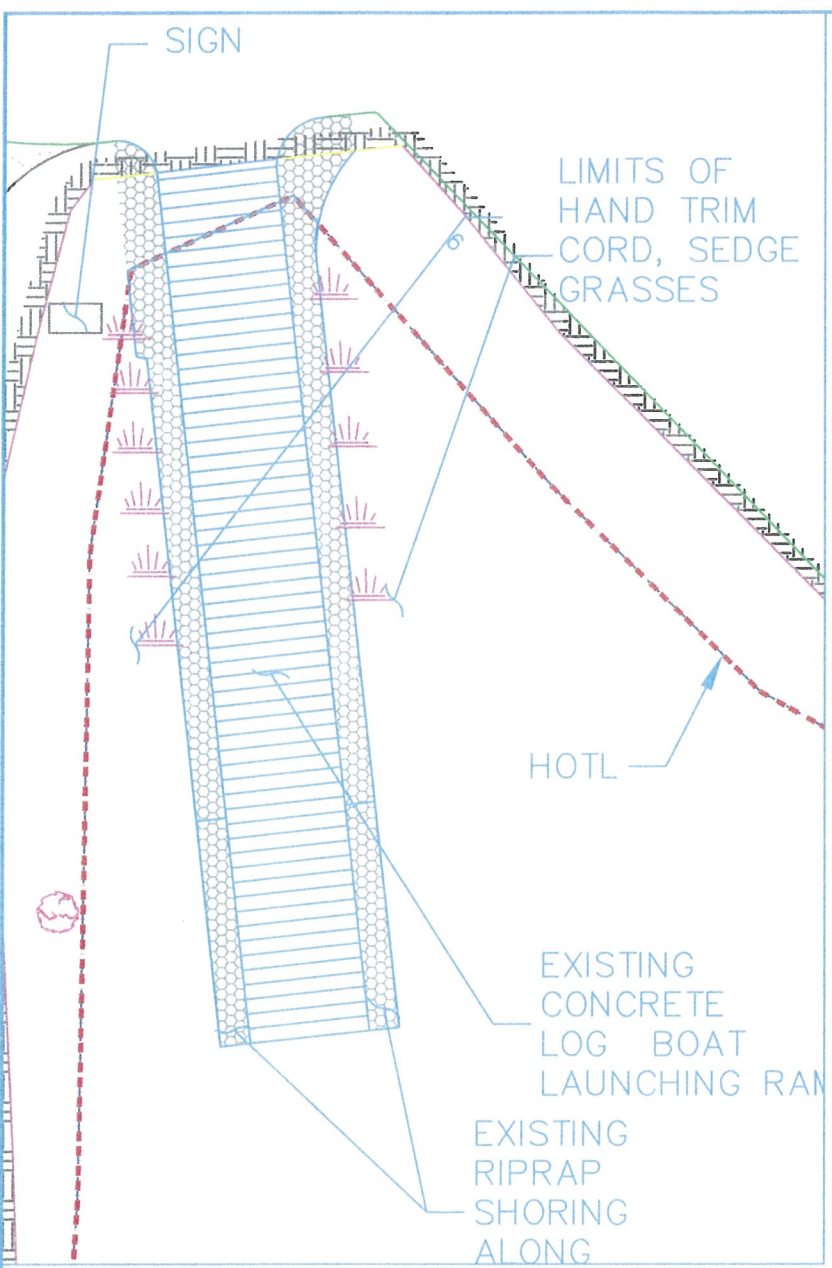 SIGN
LIMITS OF
HAND TRIM
CORD, SEDGE
GRASSES
6
HOTL
EXISTING
CONCRETE
LOG BOAT
LAUNCHING RAM
EXISTING
RIPRAP
SHORING
ALONG